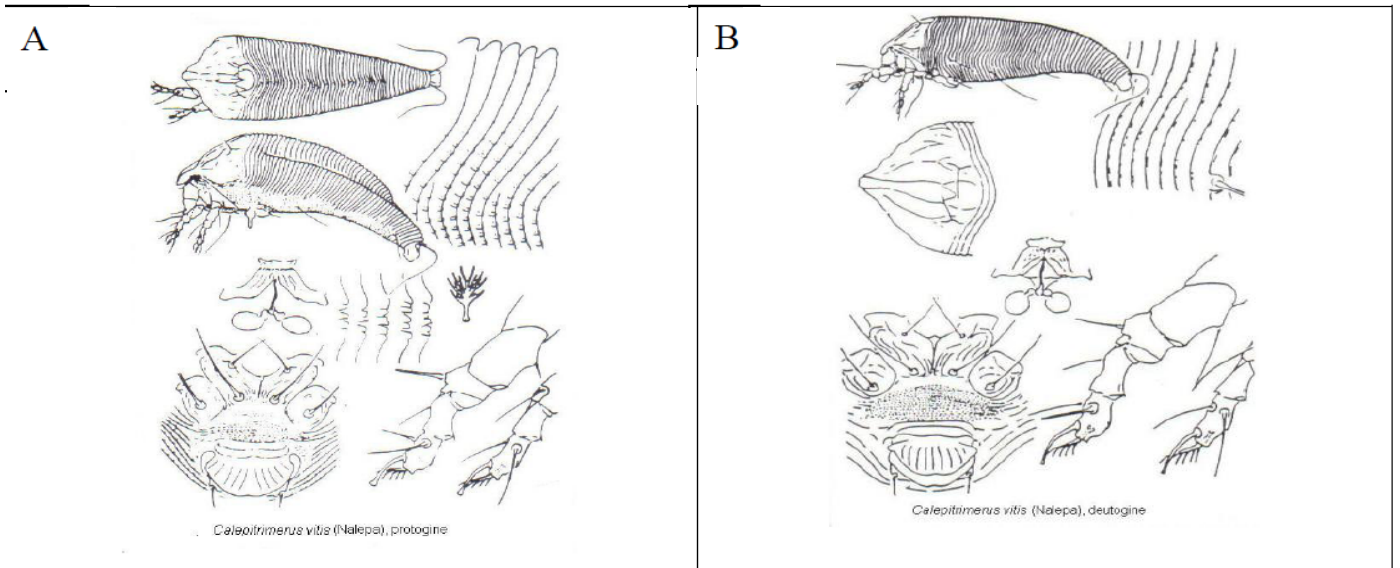 A
B
Calepitrimerus vitis (Nalepa), protogine
Calepitrimerus vitis (Nalepa), deutogine